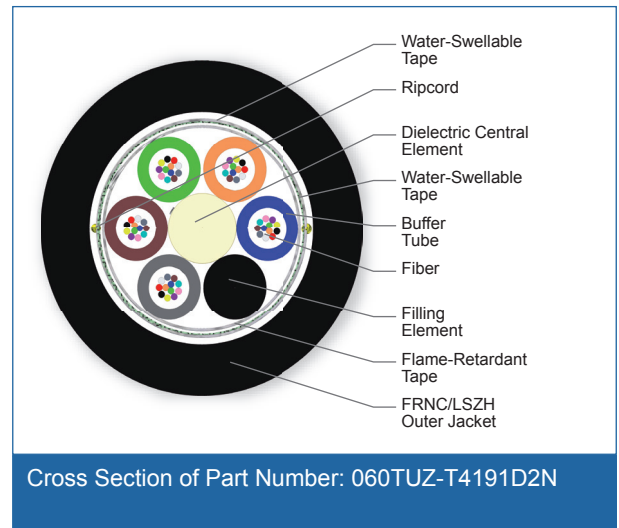 Water-Swellable
Tape
Ripcord
Dielectric Central
Element
Water-Swellable
Tape
Buffer
Tube
Fiber
Filling
Element
Flame-Retardant
Tape
FRNC/LSZH
Outer Jacket
Cross Section of Part Number: 060TUZ-T4191D2N